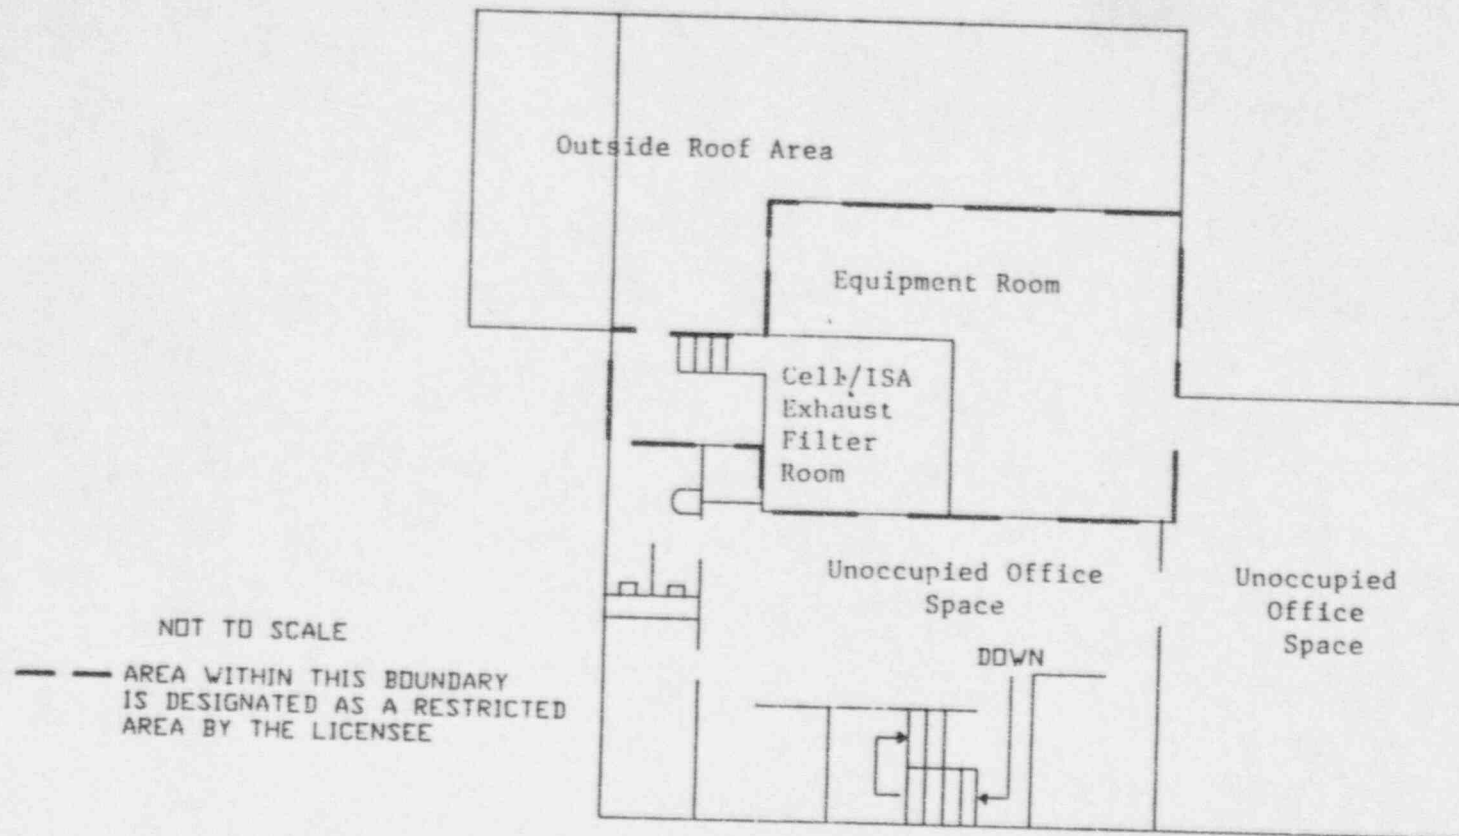 Outside Roof Area
Equipment Room
Cell/ISA
Exhaust
Filter
Room
Unoccupied Office
Space
Unoccupied
Office
Space
NOT TO SCALE
DOWN
AREA WITHIN THIS BOUNDARY
IS DESIGNATED AS A RESTRICTED
AREA BY THE LICENSEE